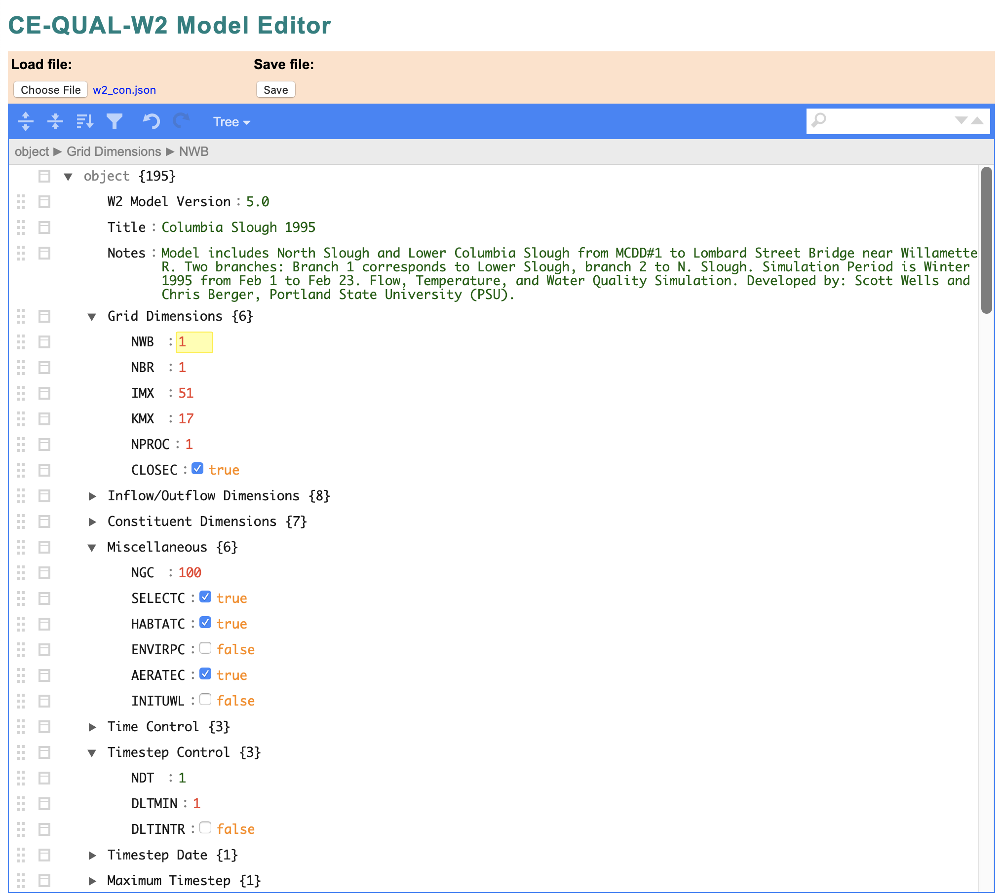 CE-QUAL-W2 Model Editor
Load file: Save file:
Choose File w2_con.json Save
Tree
object ▶ Grid Dimensions ▶ NWB
object {195}
W2 Model Version : 5.0
Title : Columbia Slough 1995
Notes : Model includes North Slough and Lower Columbia Slough from MCDD#1 to Lombard Street Bridge near Willamette
R. Two branches: Branch 1 corresponds to Lower Slough, branch 2 to N. Slough. Simulation Period is Winter
1995 from Feb 1 to Feb 23. Flow, Temperature, and Water Quality Simulation. Developed by: Scott Wells and
Chris Berger, Portland State University (PSU).
Grid Dimensions {6}
NWB : 1
NBR : 1
IMX : 51
KMX : 17
NPROC : 1
CLOSEC : true
Inflow/Outflow Dimensions {8}
Constituent Dimensions {7}
Miscellaneous {6}
NGC : 100
SELECTC : true
HABTATC : true
ENVIRPC : false
AERATEC : true
INITUWL : false
Time Control {3}
Timestep Control {3}
NDT : 1
DLTMIN : 1
DLTINTR : false
Timestep Date {1}
Maximum Timestep {1}